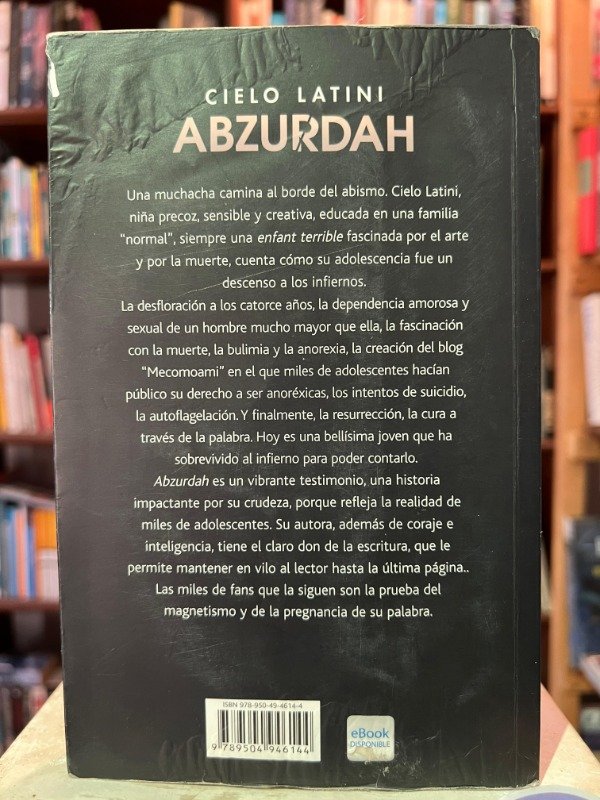 CIELO LATINI
ABZURDAH
Una muchacha camina al borde del abismo. Cielo Latini,
niña precoz, sensible y creativa, educada en una familia
“normal”, siempre una enfant terrible fascinada por el arte
y por la muerte, cuenta cómo su adolescencia fue un
descenso a los infiernos.
La desfloración a los catorce años, la dependencia amorosa y
sexual de un hombre mucho mayor que ella, la fascinación
con la muerte, la bulimia y la anorexia, la creación del blog
“Mecomoami” en el que miles de adolescentes hacían
público su derecho a ser anoréxicas, los intentos de suicidio,
la autoflagelación. Y finalmente, la resurrección, la cura a
través de la palabra. Hoy es una bellísima joven que ha
sobrevivido al infierno para poder contarlo.
Abzurdah es un vibrante testimonio, una historia
impactante por su crudeza, porque refleja la realidad de
miles de adolescentes. Su autora, además de coraje e
inteligencia, tiene el claro don de la escritura, que le
permite mantener en vilo al lector hasta la última página..
Las miles de fans que la siguen son la prueba del
magnetismo y de la pregnancia de su palabra.
ISBN 978-950-49-4614-4
9 789504 946144
eBook
DISPONIBLE